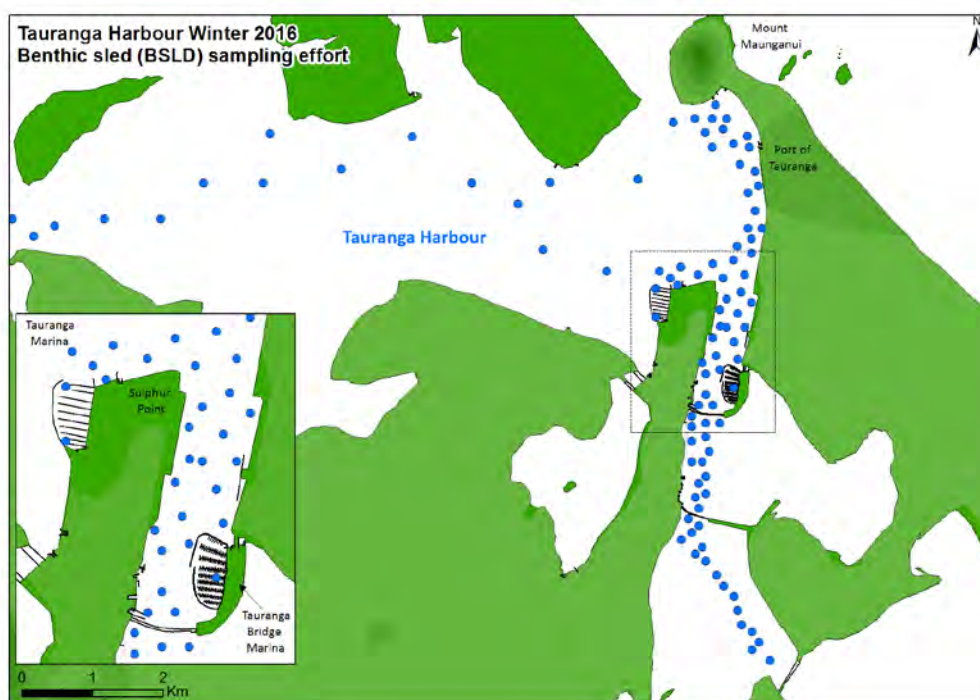 Tauranga Harbour Winter 2016
Benthic sled (BSLD) sampling effort
N
Mount
Maunganui
Port of
Tauranga
Tauranga Harbour
Tauranga
Marina
Sulphur
Point
Tauranga
Bridge
Marina
0 1 2
Km